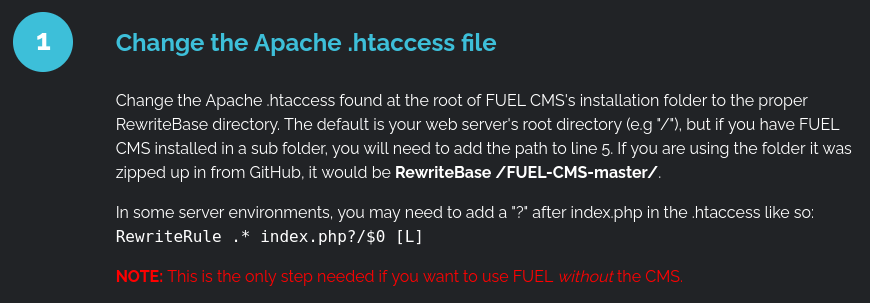 1
Change the Apache .htaccess file
Change the Apache .htaccess found at the root of FUEL CMS's installation folder to the proper
RewriteBase directory. The default is your web server's root directory (e.g "/"), but if you have FUEL
CMS installed in a sub folder, you will need to add the path to line 5. If you are using the folder it was
zipped up in from GitHub, it would be RewriteBase /FUEL-CMS-master/.
In some server environments, you may need to add a "?" after index.php in the .htaccess like so:
RewriteRule .* index.php?/$0 [L]
NOTE: This is the only step needed if you want to use FUEL without the CMS.